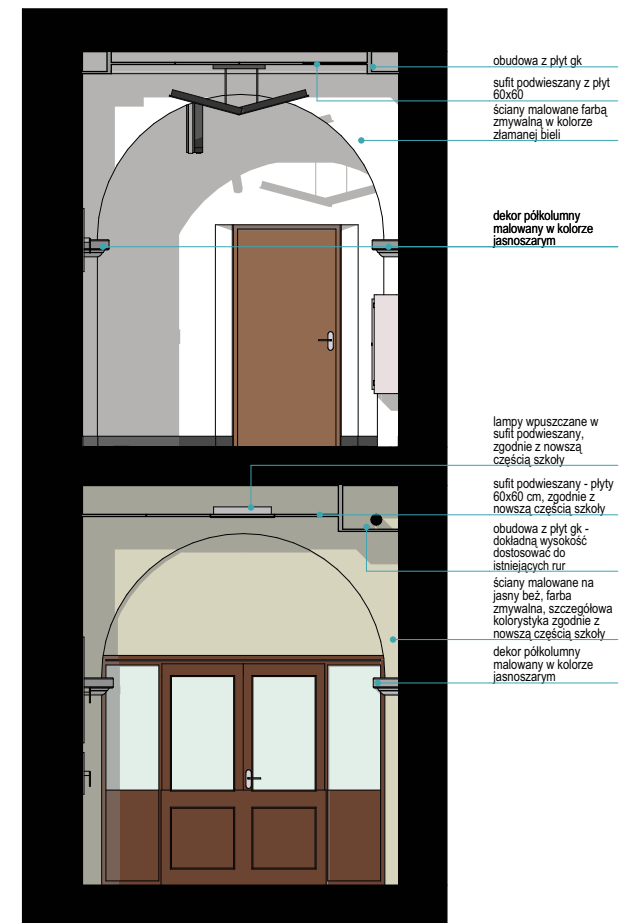 obudowa z płyt gk
sufit podwieszany z płyt
60x60
ściany malowane farbą
zmywalną w kolorze
złamanej bieli
dekor półkolumny
malowany w kolorze
jasnoszarym
lampy wpuszczane w
sufit podwieszany,
zgodnie z nowszą
częścią szkoły
sufit podwieszany - płyty
60x60 cm, zgodnie z
nowszą częścią szkoły
obudowa z płyt gk -
dokładną wysokość
dostosować do
istniejących rur
ściany malowane na
jasny beż, farba
zmywalna, szczegółowa
kolorystyka zgodnie z
nowszą częścią szkoły
dekor półkolumny
malowany w kolorze
jasnoszarym